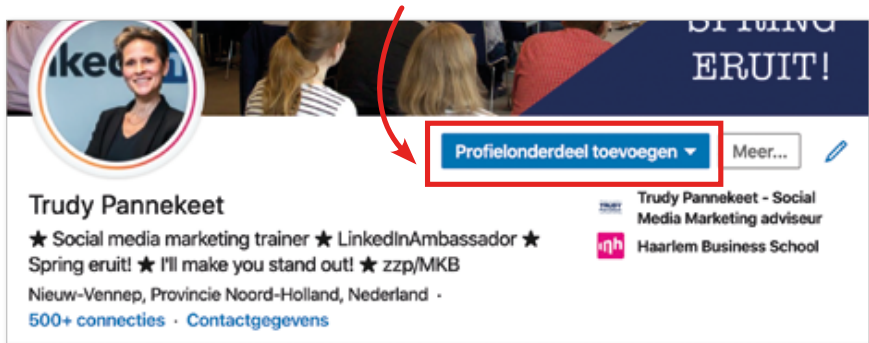 SPRING
ERUIT!
Profielonderdeel toevoegen
Meer...
Trudy Pannekeet
★ Social media marketing trainer ★ LinkedInAmbassador ★
Spring eruit! ★ I'll make you stand out! ★ zzp/MKB
Nieuw-Vennep, Provincie Noord-Holland, Nederland ·
500+ connecties · Contactgegevens
Trudy Pannekeet - Social
Media Marketing adviseur
Haarlem Business School